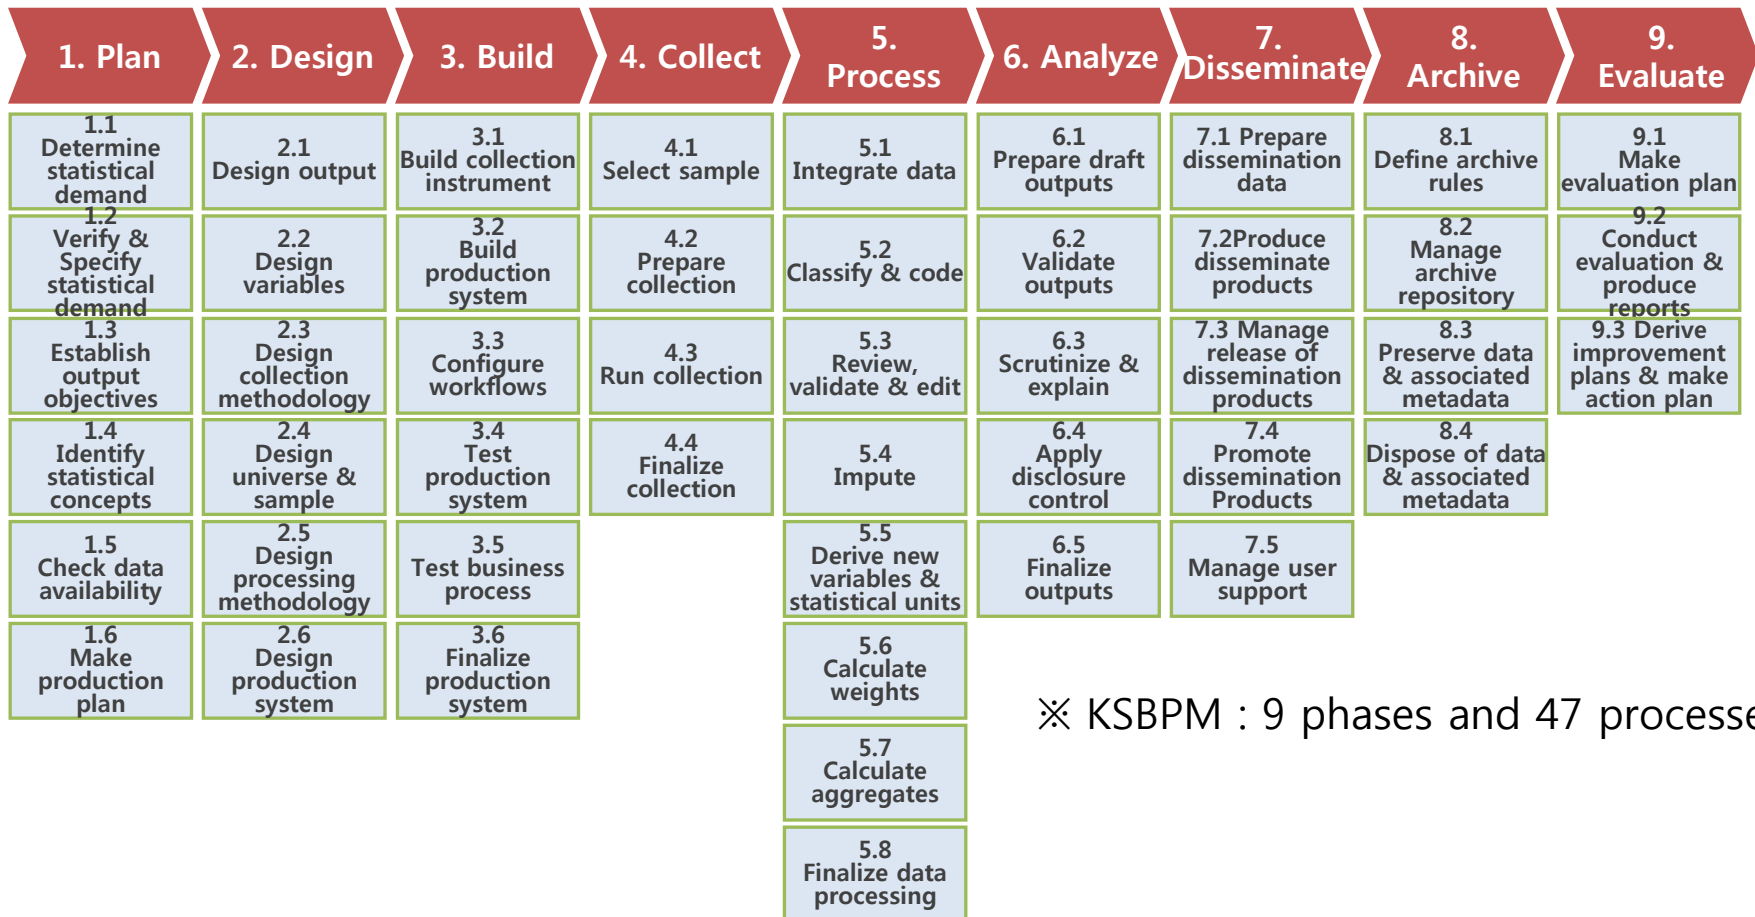 1. Plan
2. Design
3. Build
4. Collect
5.
Process
6. Analyze
7.
Disseminate
8.
Archive
9.
Evaluate
1.1
Determine
statistical
demand
1.2
Verify &
Specify
statistical
demand
1.3
Establish
output
objectives
1.4
Identify
statistical
concepts
1.5
Check data
availability
1.6
Make
production
plan
2.1
Design output
2.2
Design
variables
2.3
Design
collection
methodology
2.4
Design
universe &
sample
2.5
Design
processing
methodology
2.6
Design
production
system
3.1
Build collection
instrument
3.2
Build
production
system
3.3
Configure
workflows
3.4
Test
production
system
3.5
Test business
process
3.6
Finalize
production
system
4.1
Select sample
4.2
Prepare
collection
4.3
Run collection
4.4
Finalize
collection
5.1
Integrate data
5.2
Classify & code
5.3
Review,
validate & edit
5.4
Impute
5.5
Derive new
variables &
statistical units
5.6
Calculate
weights
5.7
Calculate
aggregates
5.8
Finalize data
processing
6.1
Prepare draft
outputs
6.2
Validate
outputs
6.3
Scrutinize &
explain
6.4
Apply
disclosure
control
6.5
Finalize
outputs
7.1 Prepare
dissemination
data
7.2Produce
disseminate
products
7.3 Manage
release of
dissemination
products
7.4
Promote
dissemination
Products
7.5
Manage user
support
8.1
Define archive
rules
8.2
Manage
archive
repository
8.3
Preserve data
& associated
metadata
8.4
Dispose of data
& associated
metadata
9.1
Make
evaluation plan
9.2
Conduct
evaluation &
produce
reports
9.3 Derive
improvement
plans & make
action plan
※ KSBPM : 9 phases and 47 processe